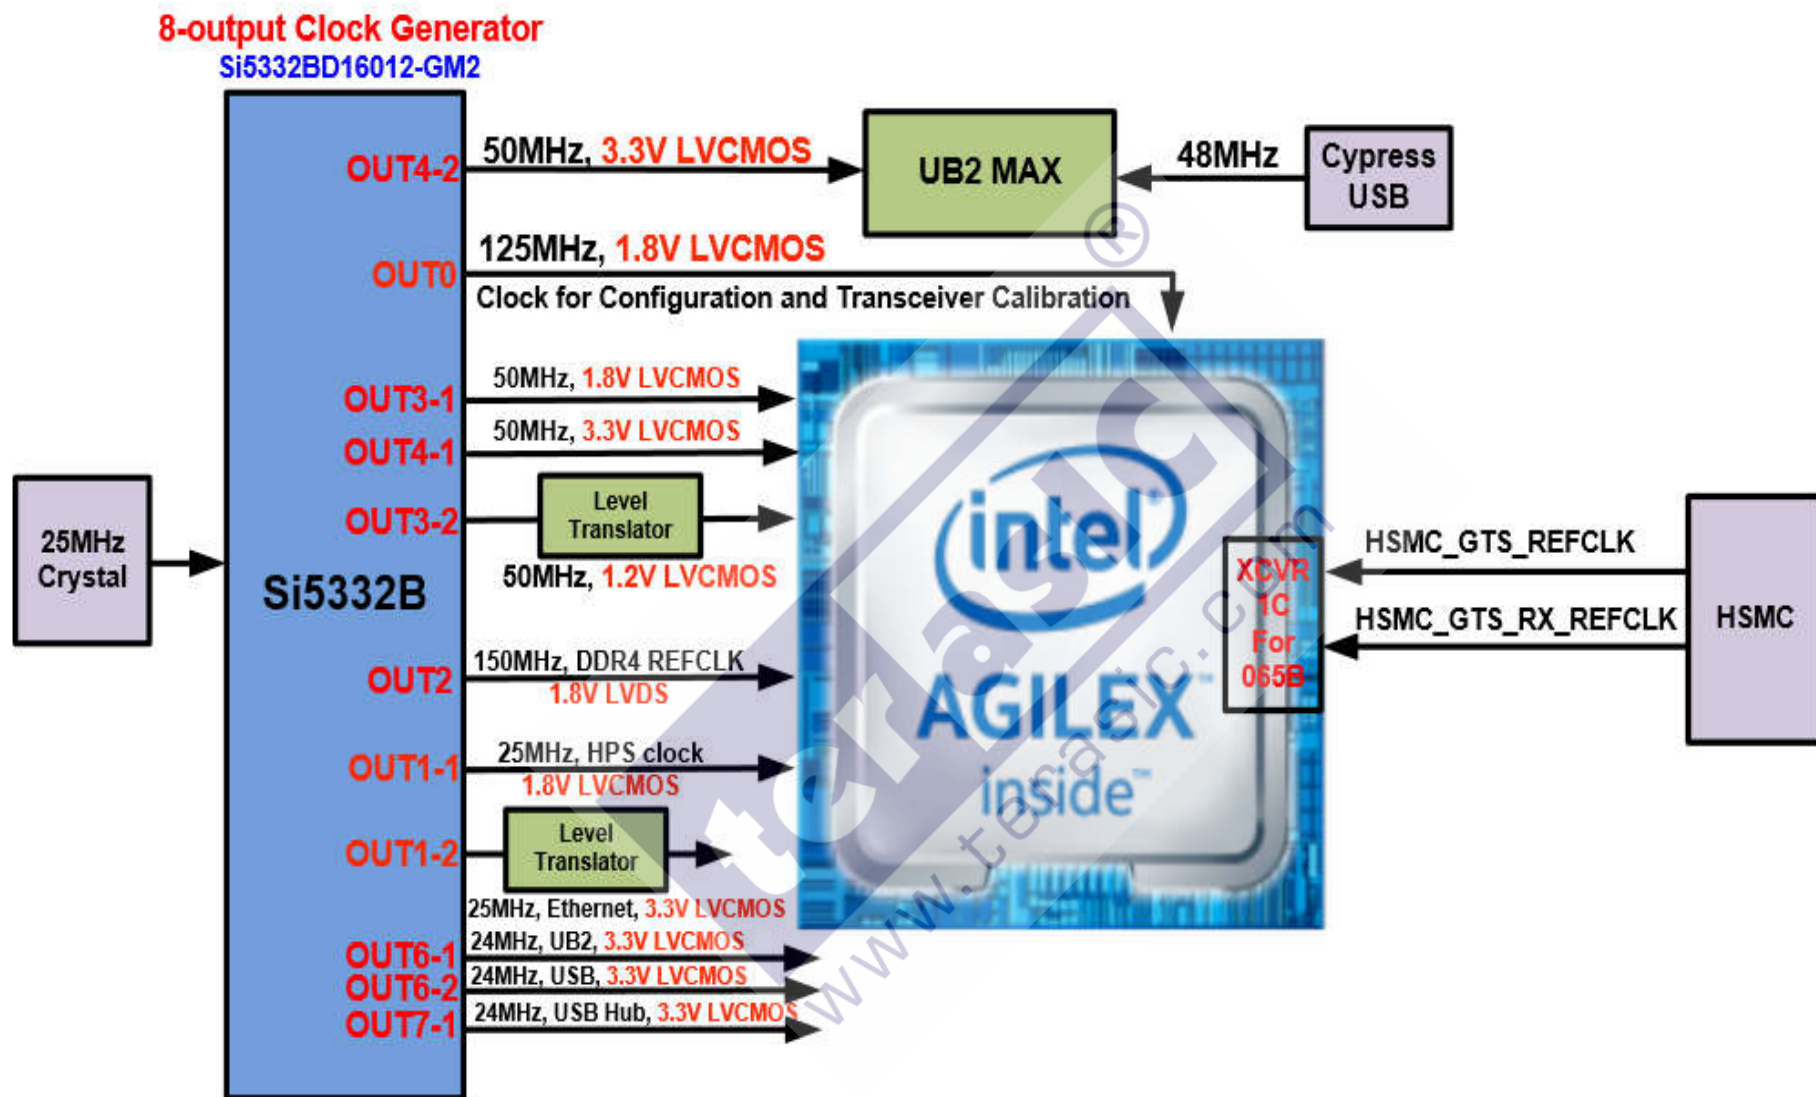 8-output Clock Generator
Si5332BD16012-GM2
OUT4-2
50MHz, 3.3V LVCMOS
UB2 MAX
48MHz
Cypress
USB
OUT0
125MHz, 1.8V LVCMOS
Clock for Configuration and Transceiver Calibration
OUT3-1
50MHz, 1.8V LVCMOS
OUT4-1
50MHz, 3.3V LVCMOS
OUT3-2
Level
Translator
50MHz, 1.2V LVCMOS
25MHz
Crystal
Si5332B
OUT2
150MHz, DDR4 REFCLK
1.8V LVDS
OUT1-1
25MHz, HPS clock
1.8V LVCMOS
OUT1-2
Level
Translator
25MHz, Ethernet, 3.3V LVCMOS
OUT6-1
24MHz, UB2, 3.3V LVCMOS
OUT6-2
24MHz, USB, 3.3V LVCMOS
OUT7-1
24MHz, USB Hub, 3.3V LVCMOS
intel®
AGILEX™
inside™
XCVR
1C
For
065B
HSMC_GTS_REFCLK
HSMC_GTS_RX_REFCLK
HSMC
terasic®
www.terasic.com